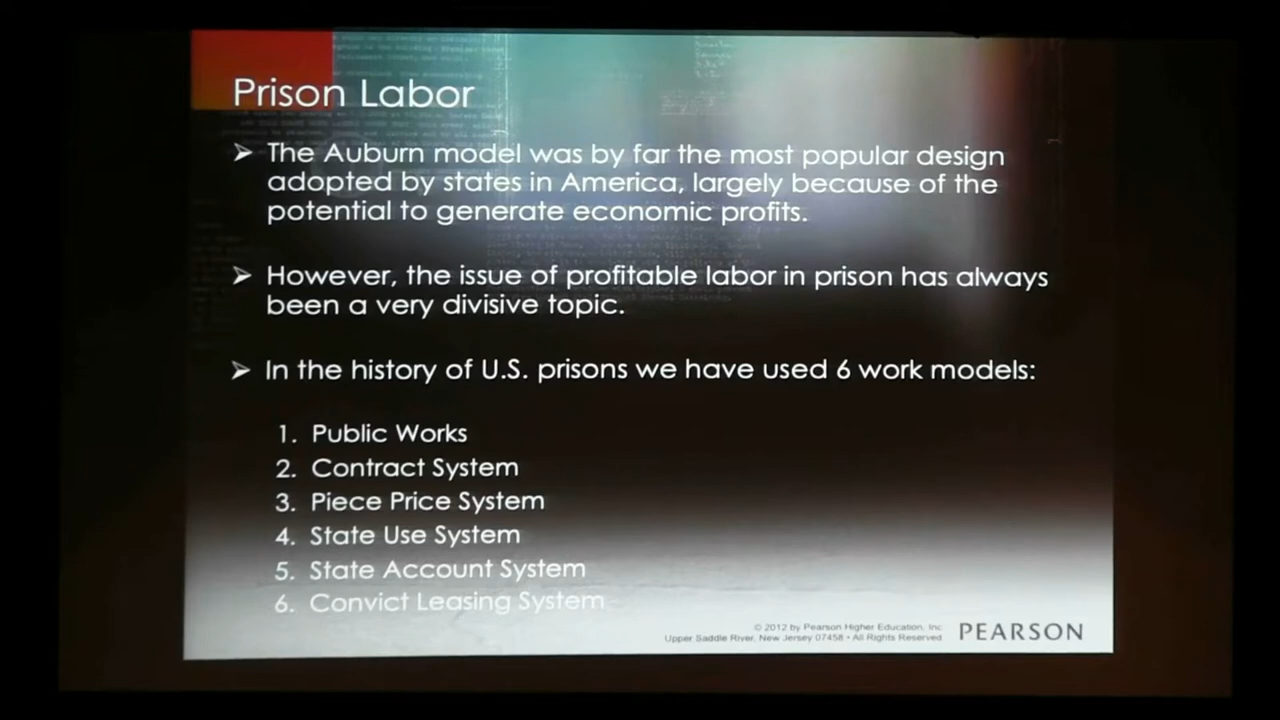 Prison Labor
➢ The Auburn model was by far the most popular design
adopted by states in America, largely because of the
potential to generate economic profits.
➢ However, the issue of profitable labor in prison has always
been a very divisive topic.
➢ In the history of U.S. prisons we have used 6 work models:
1. Public Works
2. Contract System
3. Piece Price System
4. State Use System
5. State Account System
6. Convict Leasing System
© 2012 by Pearson Higher Education, Inc
Upper Saddle River, New Jersey 07458 • All Rights Reserved
PEARSON